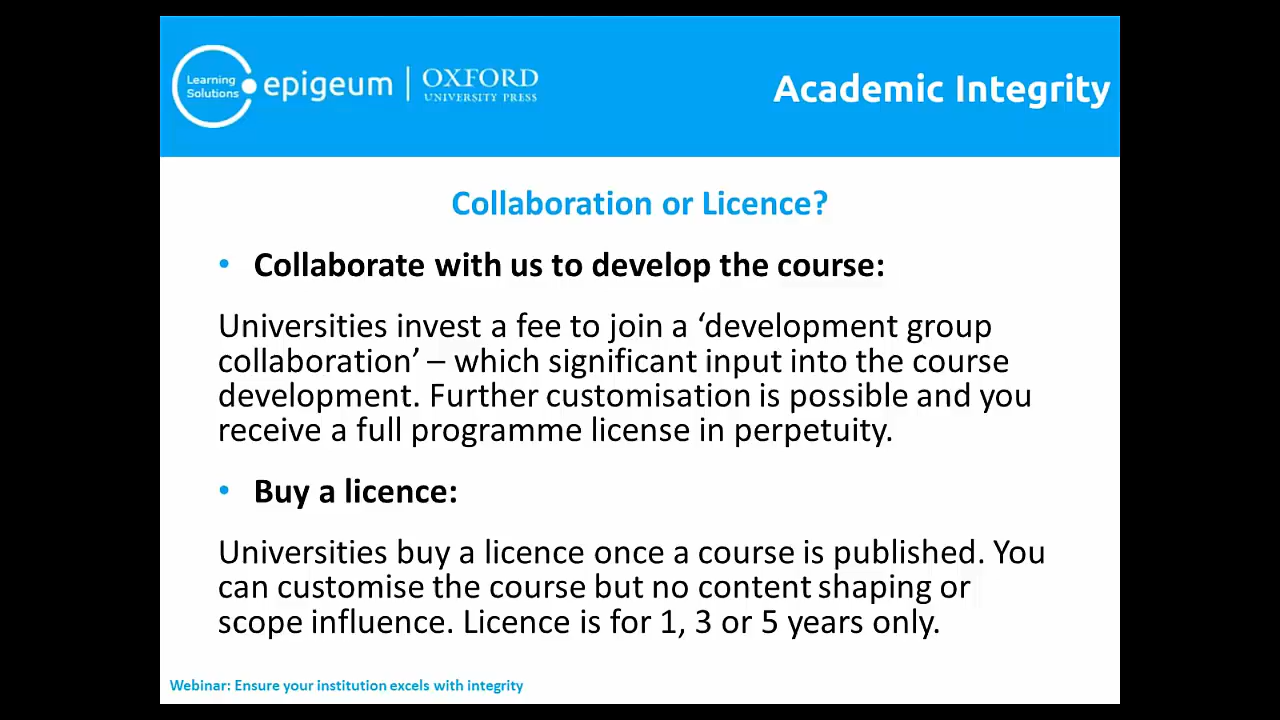 Learning
Solutions
epigeum | OXFORD
UNIVERSITY PRESS
Academic Integrity
Collaboration or Licence?
• Collaborate with us to develop the course:
Universities invest a fee to join a ‘development group
collaboration’ – which significant input into the course
development. Further customisation is possible and you
receive a full programme license in perpetuity.
• Buy a licence:
Universities buy a licence once a course is published. You
can customise the course but no content shaping or
scope influence. Licence is for 1, 3 or 5 years only.
Webinar: Ensure your institution excels with integrity